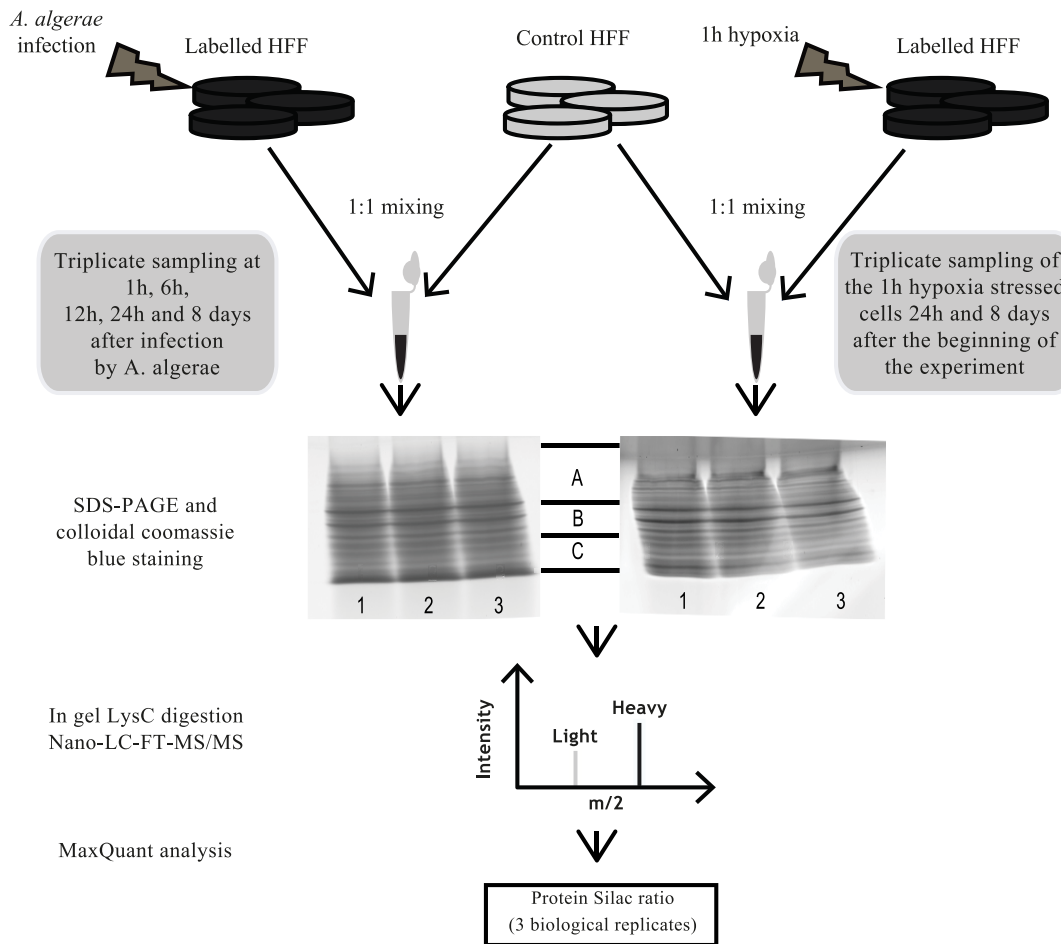 A. algerae
infection
Labelled HFF
Control HFF
1h hypoxia
Labelled HFF
1:1 mixing
1:1 mixing
Triplicate sampling at
1h, 6h,
12h, 24h and 8 days
after infection
by A. algerae
Triplicate sampling of
the 1h hypoxia stressed
cells 24h and 8 days
after the beginning of
the experiment
SDS-PAGE and
colloidal coomassie
blue staining
A
B
C
1 2 3
1 2 3
In gel LysC digestion
Nano-LC-FT-MS/MS
Intensity
Light
Heavy
m/2
MaxQuant analysis
Protein Silac ratio
(3 biological replicates)